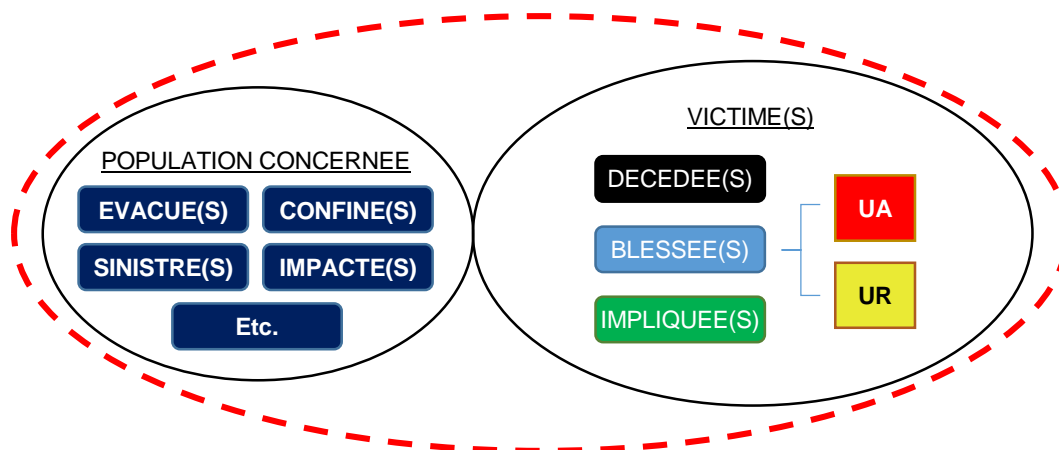 POPULATION CONCERNEE
EVACUE(S)
CONFINE(S)
SINISTRE(S)
IMPACTE(S)
Etc.
VICTIME(S)
DECEDEE(S)
BLESSEE(S)
IMPLIQUEE(S)
UA
UR